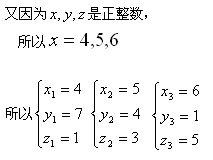 又因为x,y,z是正整数,
所以x = 4,5,6
所以{x₁ = 4 {x₂ = 5 {x₃ = 6
{y₁ = 7 {y₂ = 4 {y₃ = 1
{z₁ = 1 {z₂ = 3 {z₃ = 5